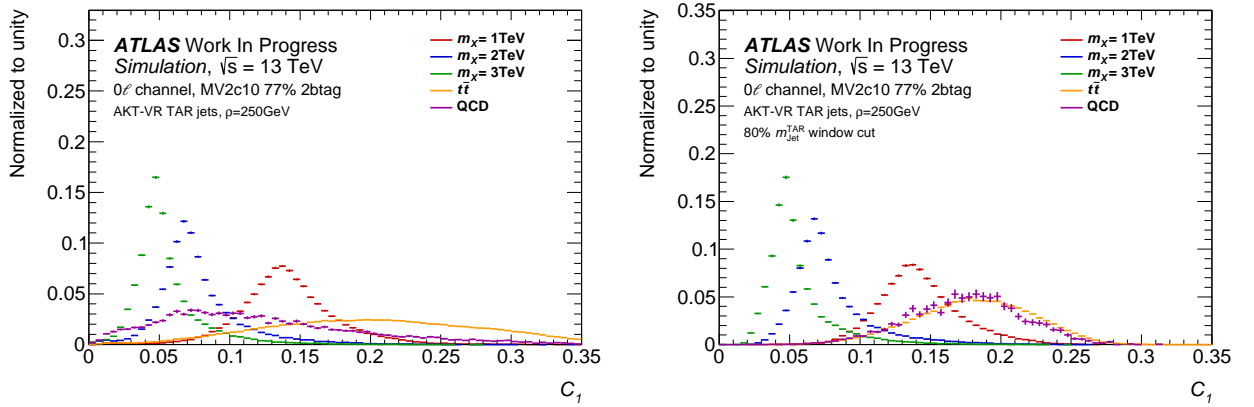 Normalized to unity
0.3
0.25
0.2
0.15
0.1
0.05
0
ATLAS Work In Progress
Simulation, √s = 13 TeV
0ℓ channel, MV2c10 77% 2btag
AKT-VR TAR jets, ρ=250GeV
m_X = 1TeV
m_X = 2TeV
m_X = 3TeV
tt̄
QCD
0 0.05 0.1 0.15 0.2 0.25 0.3 0.35
C_1
Normalized to unity
0.35
0.3
0.25
0.2
0.15
0.1
0.05
0
ATLAS Work In Progress
Simulation, √s = 13 TeV
0ℓ channel, MV2c10 77% 2btag
AKT-VR TAR jets, ρ=250GeV
80% m_Jet^TAR window cut
m_X = 1TeV
m_X = 2TeV
m_X = 3TeV
tt̄
QCD
0 0.05 0.1 0.15 0.2 0.25 0.3 0.35
C_1